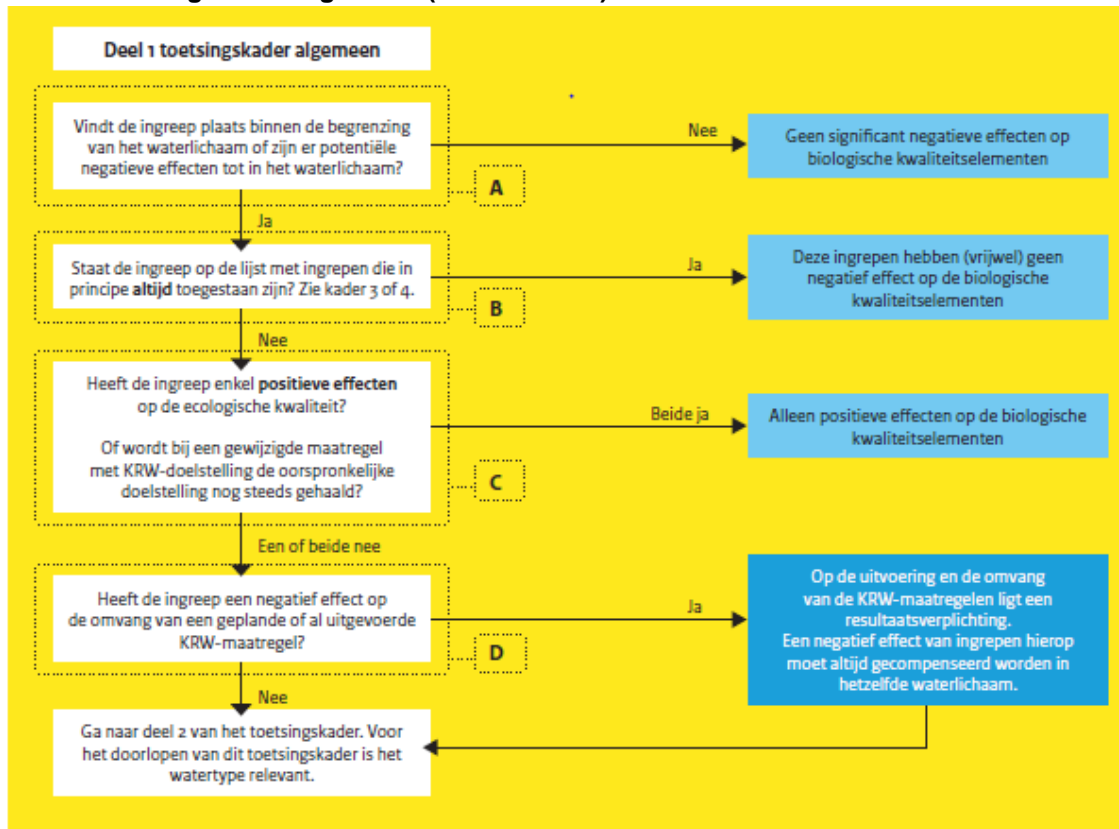 Deel 1 toetsingskader algemeen
Vindt de ingreep plaats binnen de begrenzing
van het waterlichaam of zijn er potentiële
negatieve effecten tot in het waterlichaam?
Nee
Geen significant negatieve effecten op
biologische kwaliteitselementen
A
Ja
Staat de ingreep op de lijst met ingrepen die in
principe altijd toegestaan zijn? Zie kader 3 of 4.
Ja
Deze ingrepen hebben (vrijwel) geen
negatief effect op de biologische
kwaliteitselementen
B
Nee
Heeft de ingreep enkel positieve effecten
op de ecologische kwaliteit?
Of wordt bij een gewijzigde maatregel
met KRW-doelstelling de oorspronkelijke
doelstelling nog steeds gehaald?
Beide ja
Alleen positieve effecten op de biologische
kwaliteitselementen
C
Een of beide nee
Heeft de ingreep een negatief effect op
de omvang van een geplande of al uitgevoerde
KRW-maatregel?
Ja
Op de uitvoering en de omvang
van de KRW-maatregelen ligt een
resultaatsverplichting.
Een negatief effect van ingrepen hierop
moet altijd gecompenseerd worden in
hetzelfde waterlichaam.
D
Nee
Ga naar deel 2 van het toetsingskader. Voor
het doorlopen van dit toetsingskader is het
watertype relevant.